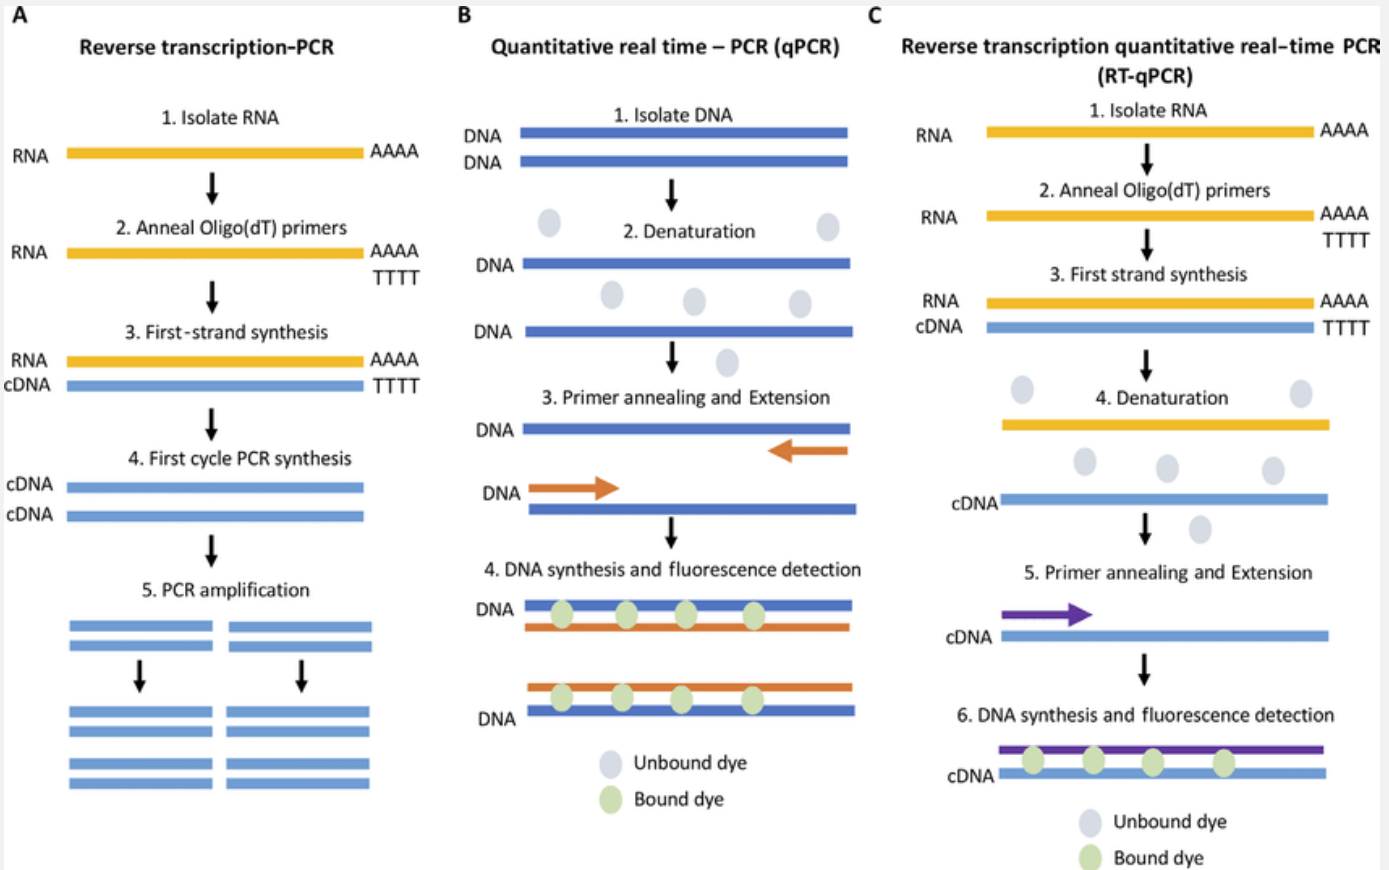 A
Reverse transcription–PCR
1. Isolate RNA
RNA AAAA
2. Anneal Oligo(dT) primers
RNA AAAA
TTTT
3. First-strand synthesis
RNA AAAA
cDNA TTTT
4. First cycle PCR synthesis
cDNA
cDNA
5. PCR amplification
B
Quantitative real time – PCR (qPCR)
1. Isolate DNA
DNA
DNA
2. Denaturation
DNA
DNA
3. Primer annealing and Extension
DNA
DNA
4. DNA synthesis and fluorescence detection
DNA
DNA
Unbound dye
Bound dye
C
Reverse transcription quantitative real–time PCR
(RT-qPCR)
1. Isolate RNA
RNA AAAA
2. Anneal Oligo(dT) primers
RNA AAAA
TTTT
3. First strand synthesis
RNA AAAA
cDNA TTTT
4. Denaturation
cDNA
5. Primer annealing and Extension
cDNA
6. DNA synthesis and fluorescence detection
cDNA
Unbound dye
Bound dye